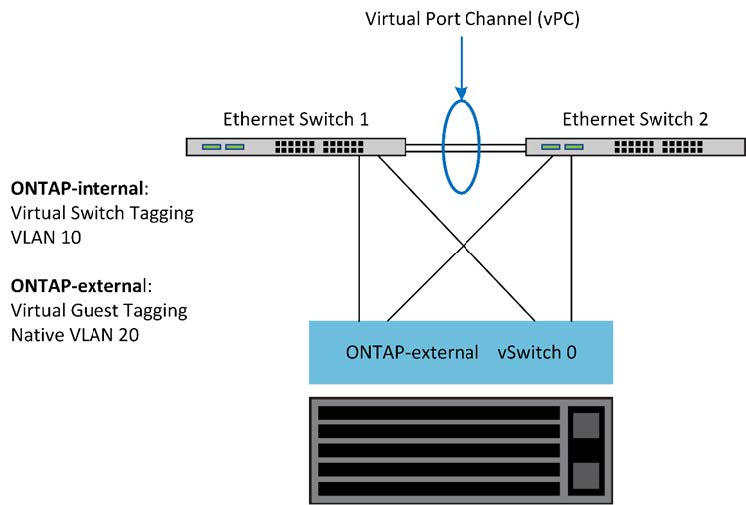 Virtual Port Channel (vPC)
Ethernet Switch 1
Ethernet Switch 2
ONTAP-internal:
Virtual Switch Tagging
VLAN 10
ONTAP-external:
Virtual Guest Tagging
Native VLAN 20
ONTAP-external vSwitch 0